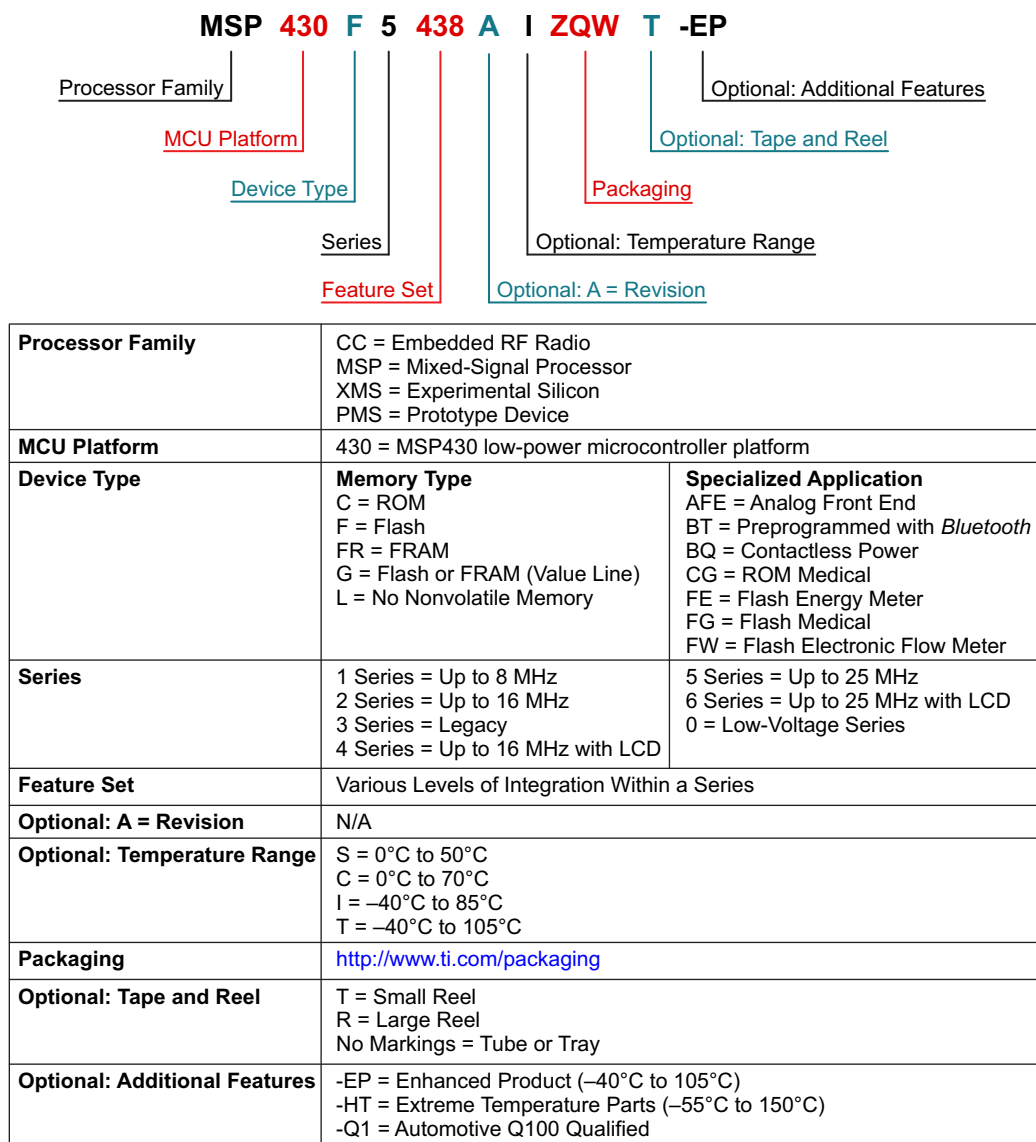 MSP 430 F 5 438 A I ZQW T -EP
Processor Family
Optional: Additional Features
MCU Platform
Optional: Tape and Reel
Device Type
Packaging
Series
Optional: Temperature Range
Feature Set
Optional: A = Revision
Processor Family
CC = Embedded RF Radio
MSP = Mixed-Signal Processor
XMS = Experimental Silicon
PMS = Prototype Device
MCU Platform
430 = MSP430 low-power microcontroller platform
Device Type
Memory Type
C = ROM
F = Flash
FR = FRAM
G = Flash or FRAM (Value Line)
L = No Nonvolatile Memory
Specialized Application
AFE = Analog Front End
BT = Preprogrammed with Bluetooth
BQ = Contactless Power
CG = ROM Medical
FE = Flash Energy Meter
FG = Flash Medical
FW = Flash Electronic Flow Meter
Series
1 Series = Up to 8 MHz
2 Series = Up to 16 MHz
3 Series = Legacy
4 Series = Up to 16 MHz with LCD
5 Series = Up to 25 MHz
6 Series = Up to 25 MHz with LCD
0 = Low-Voltage Series
Feature Set
Various Levels of Integration Within a Series
Optional: A = Revision
N/A
Optional: Temperature Range
S = 0°C to 50°C
C = 0°C to 70°C
I = –40°C to 85°C
T = –40°C to 105°C
Packaging
http://www.ti.com/packaging
Optional: Tape and Reel
T = Small Reel
R = Large Reel
No Markings = Tube or Tray
Optional: Additional Features
-EP = Enhanced Product (–40°C to 105°C)
-HT = Extreme Temperature Parts (–55°C to 150°C)
-Q1 = Automotive Q100 Qualified